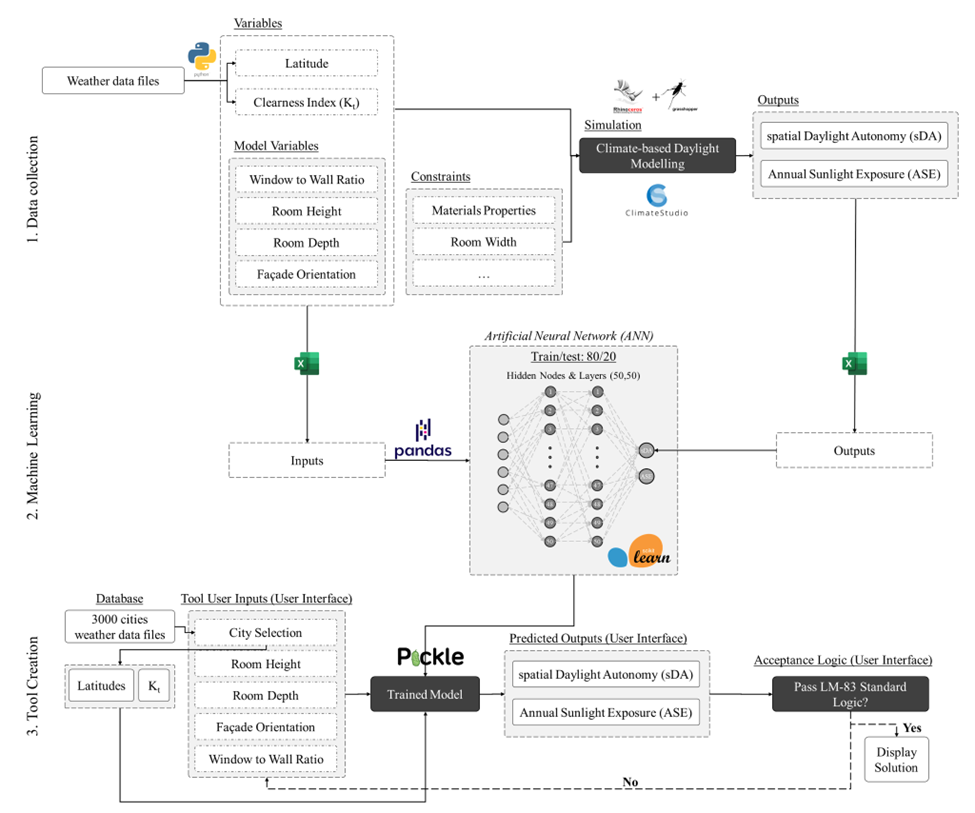 Variables
python
Weather data files
Latitude
Clearness Index (Kt)
Model Variables
Window to Wall Ratio
Room Height
Room Depth
Façade Orientation
Constraints
Materials Properties
Room Width
…
Rhinoceros
+
grasshopper
Simulation
Climate-based Daylight
Modelling
ClimateStudio
Outputs
spatial Daylight Autonomy (sDA)
Annual Sunlight Exposure (ASE)
1. Data collection
X
X
Artificial Neural Network (ANN)
Train/test: 80/20
Hidden Nodes & Layers (50,50)
1
1
2
2
3
3
47
47
48
48
49
49
50
50
learn
Inputs
pandas
Outputs
2. Machine Learning
Database
3000 cities
weather data files
Latitudes
Kt
Tool User Inputs (User Interface)
City Selection
Room Height
Room Depth
Façade Orientation
Window to Wall Ratio
Pickle
Trained Model
Predicted Outputs (User Interface)
spatial Daylight Autonomy (sDA)
Annual Sunlight Exposure (ASE)
Acceptance Logic (User Interface)
Pass LM-83 Standard
Logic?
Yes
Display
Solution
No
3. Tool Creation